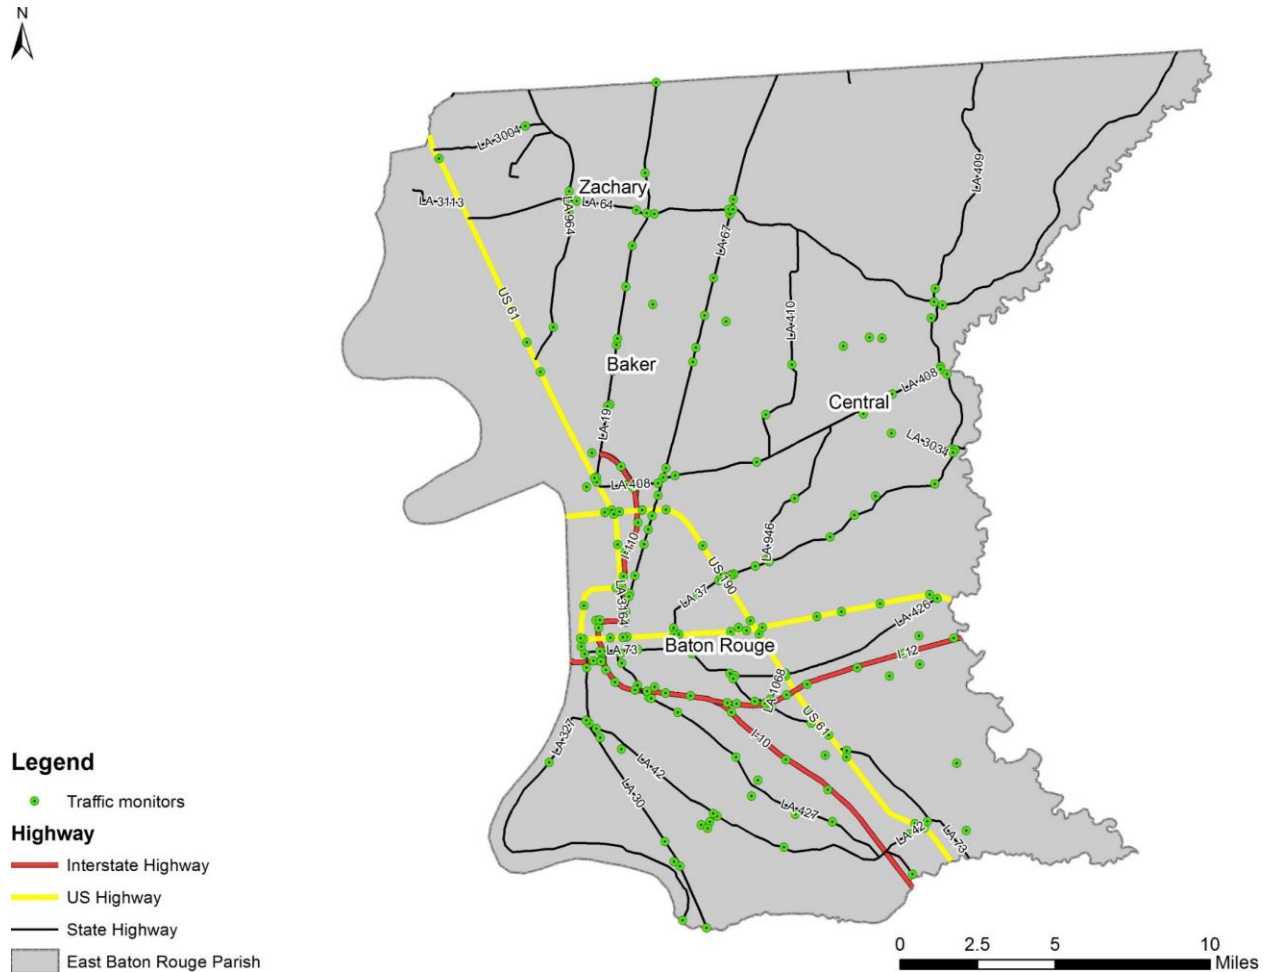 N
LA 3004
Zachary
LA 409
LA 3113
LA 964
LA 64
LA 67
US 61
LA 410
Baker
LA 408
Central
LA 19
LA 3034
LA 408
I-110
LA 946
US 190
LA 3164
LA 37
LA 426
LA 73
Baton Rouge
I-12
LA 1068
LA 327
US 61
I-10
LA 42
LA 30
LA 427
LA 42
LA 73
Legend
Traffic monitors
Highway
Interstate Highway
US Highway
State Highway
East Baton Rouge Parish
0 2.5 5 10
Miles